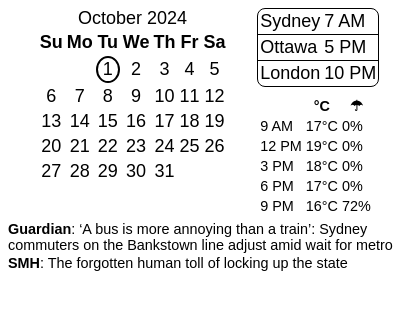 October 2024
Su Mo Tu We Th Fr Sa
1 2 3 4 5
6 7 8 9 10 11 12
13 14 15 16 17 18 19
20 21 22 23 24 25 26
27 28 29 30 31
Sydney 7 AM
Ottawa 5 PM
London 10 PM
°C ☂
9 AM 17°C 0%
12 PM 19°C 0%
3 PM 18°C 0%
6 PM 17°C 0%
9 PM 16°C 72%
Guardian: ‘A bus is more annoying than a train’: Sydney
commuters on the Bankstown line adjust amid wait for metro
SMH: The forgotten human toll of locking up the state